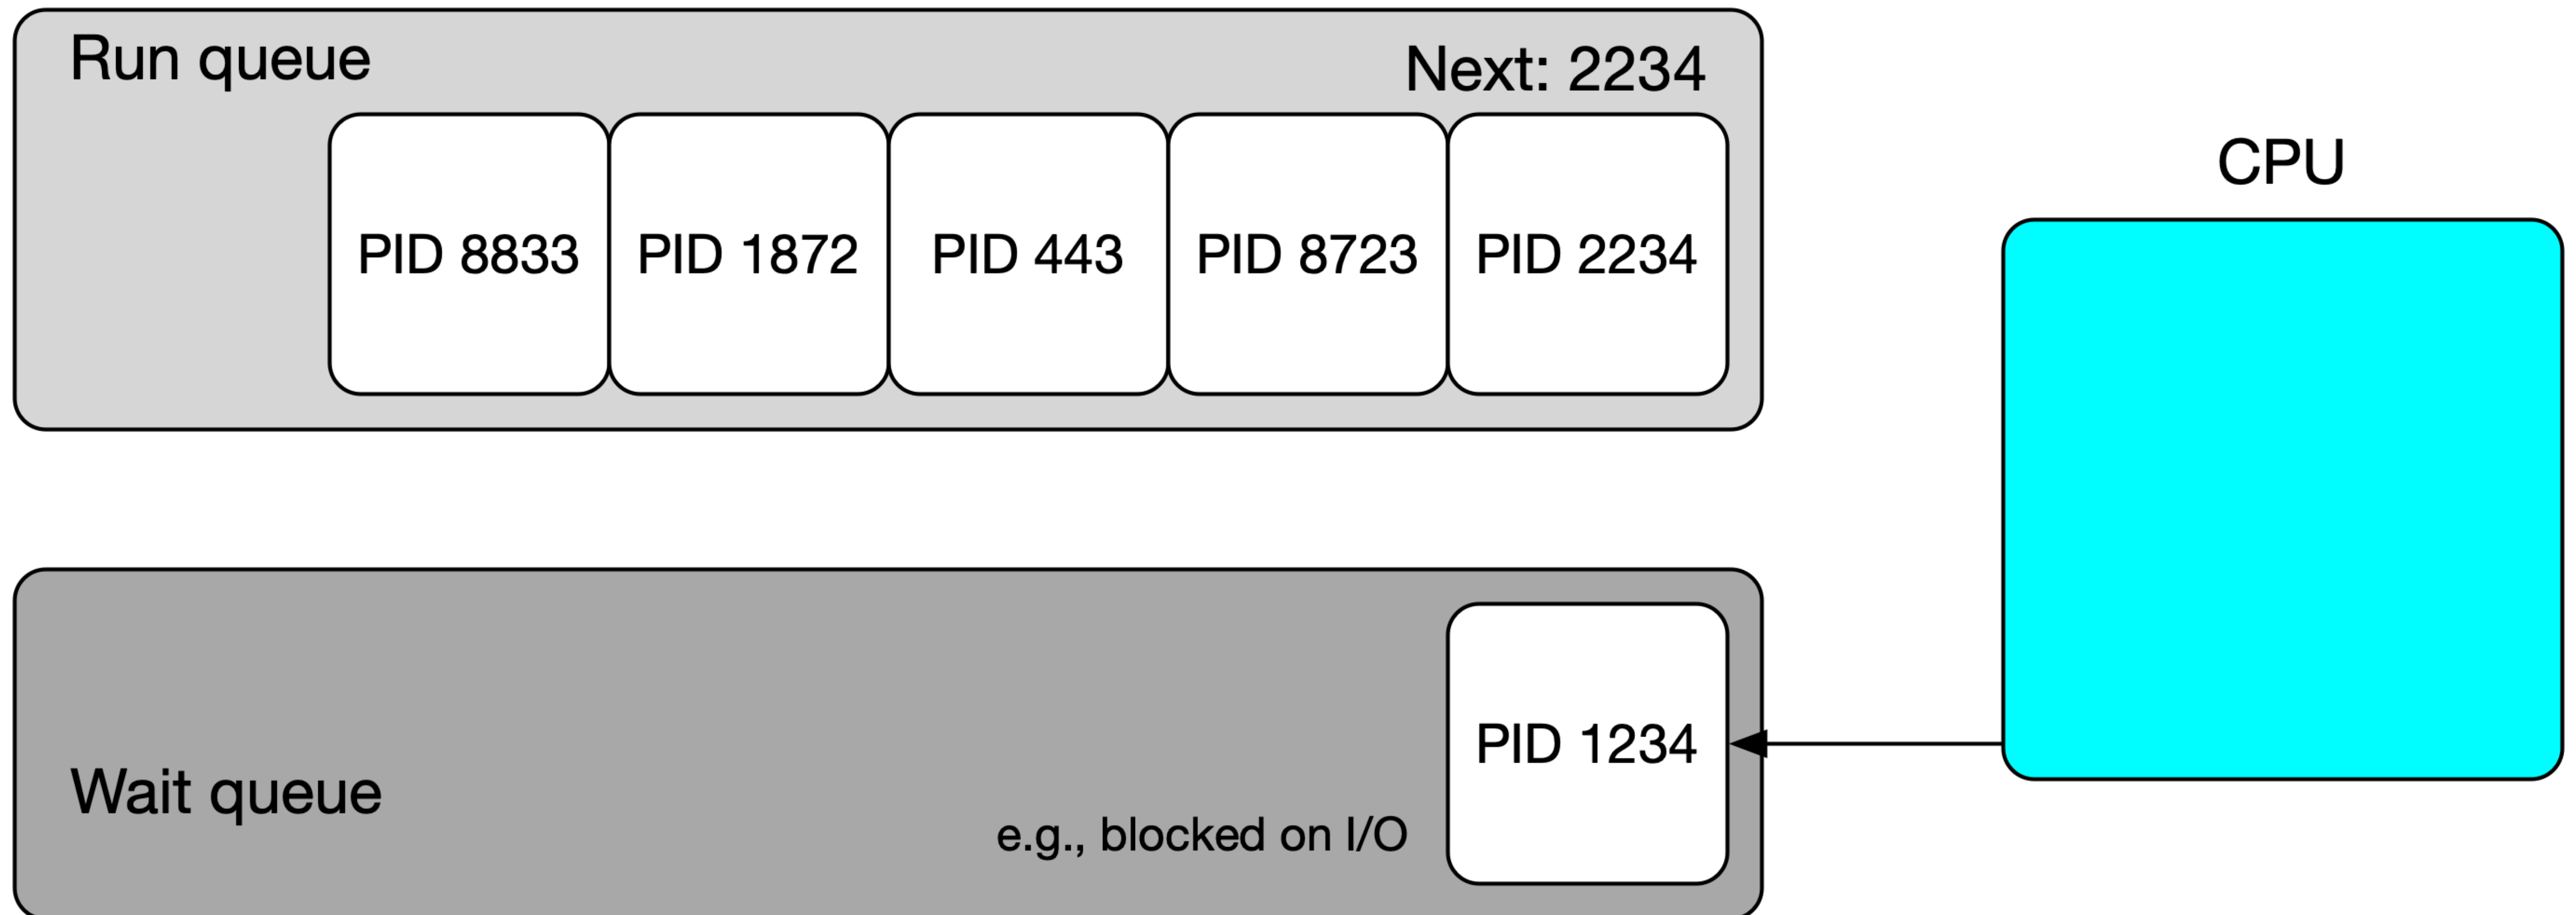 Run queue
Next: 2234
PID 8833
PID 1872
PID 443
PID 8723
PID 2234
CPU
Wait queue
e.g., blocked on I/O
PID 1234